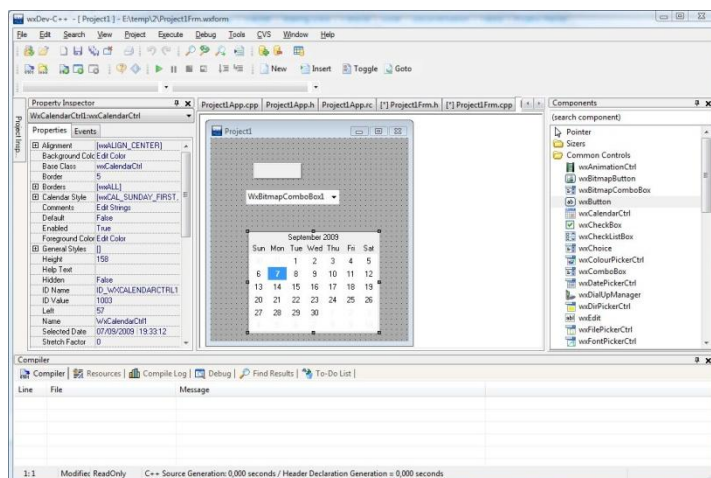 wxDev-C++ - [ Project1 ] - E:\temp\2\Project1Frm.wxform
File Edit Search View Project Execute Debug Tools CVS Window Help
New Insert Toggle Goto
Property Inspector
WxCalendarCtrl1:wxCalendarCtrl
Properties Events
Alignment [wxALIGN_CENTER]
Background Colc Edit Color
Base Class wxCalendarCtrl
Border 5
Borders [wxALL]
Calendar Style [wxCAL_SUNDAY_FIRST,
Comments Edit Strings
Default False
Enabled True
Foreground Color Edit Color
General Styles []
Height 158
Help Text
Hidden False
ID Name ID_WXCALENDARCTRL1
ID Value 1003
Left 57
Name WxCalendarCtrl1
Selected Date 07/09/2009 19:33:12
Stretch Factor 0
Project Insp.
Project1App.cpp Project1App.h Project1App.rc [*] Project1Frm.h [*] Project1Frm.cpp
Project1
WxBitmapComboBox1
September 2009
Sun Mon Tue Wed Thu Fri Sat
1 2 3 4 5
6 7 8 9 10 11 12
13 14 15 16 17 18 19
20 21 22 23 24 25 26
27 28 29 30
Components
(search component)
Pointer
Sizers
Common Controls
wxAnimationCtrl
wxBitmapButton
wxBitmapComboBox
wxButton
wxCalendarCtrl
wxCheckBox
wxCheckListBox
wxChoice
wxColourPickerCtrl
wxComboBox
wxDatePickerCtrl
wxDialUpManager
wxDirPickerCtrl
wxEdit
wxFilePickerCtrl
wxFontPickerCtrl
Compiler
Compiler Resources Compile Log Debug Find Results To-Do List
Line File Message
1: 1 Modified ReadOnly C++ Source Generation: 0,000 seconds / Header Declaration Generation = 0,000 seconds